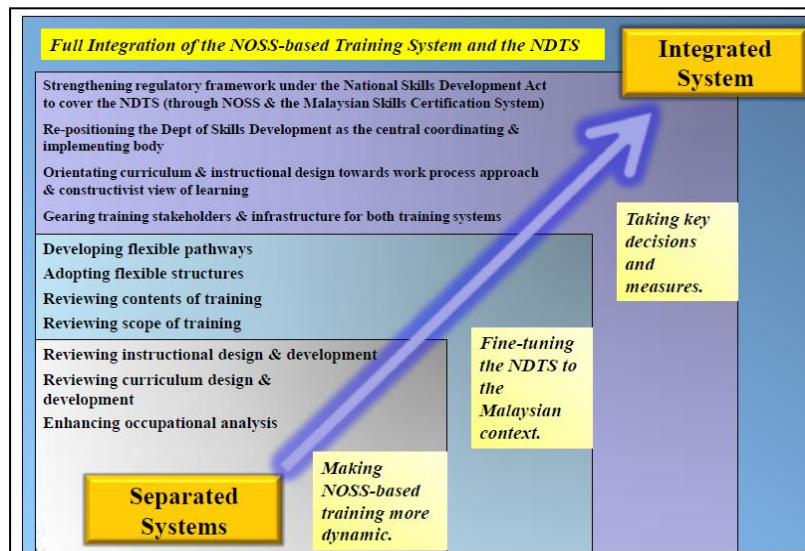 Full Integration of the NOSS-based Training System and the NDTS
Integrated
System
Strengthening regulatory framework under the National Skills Development Act
to cover the NDTS (through NOSS & the Malaysian Skills Certification System)
Re-positioning the Dept of Skills Development as the central coordinating &
implementing body
Orientating curriculum & instructional design towards work process approach
& constructivist view of learning
Gearing training stakeholders & infrastructure for both training systems
Taking key
decisions
and
measures.
Developing flexible pathways
Adopting flexible structures
Reviewing contents of training
Reviewing scope of training
Fine-tuning
the NDTS to
the
Malaysian
context.
Reviewing instructional design & development
Reviewing curriculum design &
development
Enhancing occupational analysis
Making
NOSS-based
training more
dynamic.
Separated
Systems